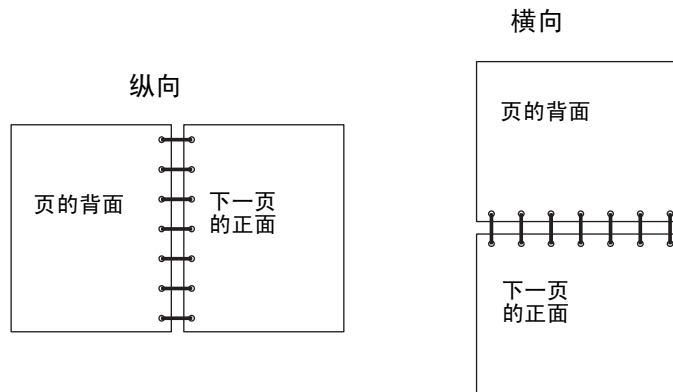 横向
纵向
页的背面
下一页
的正面
页的背面
下一页
的正面